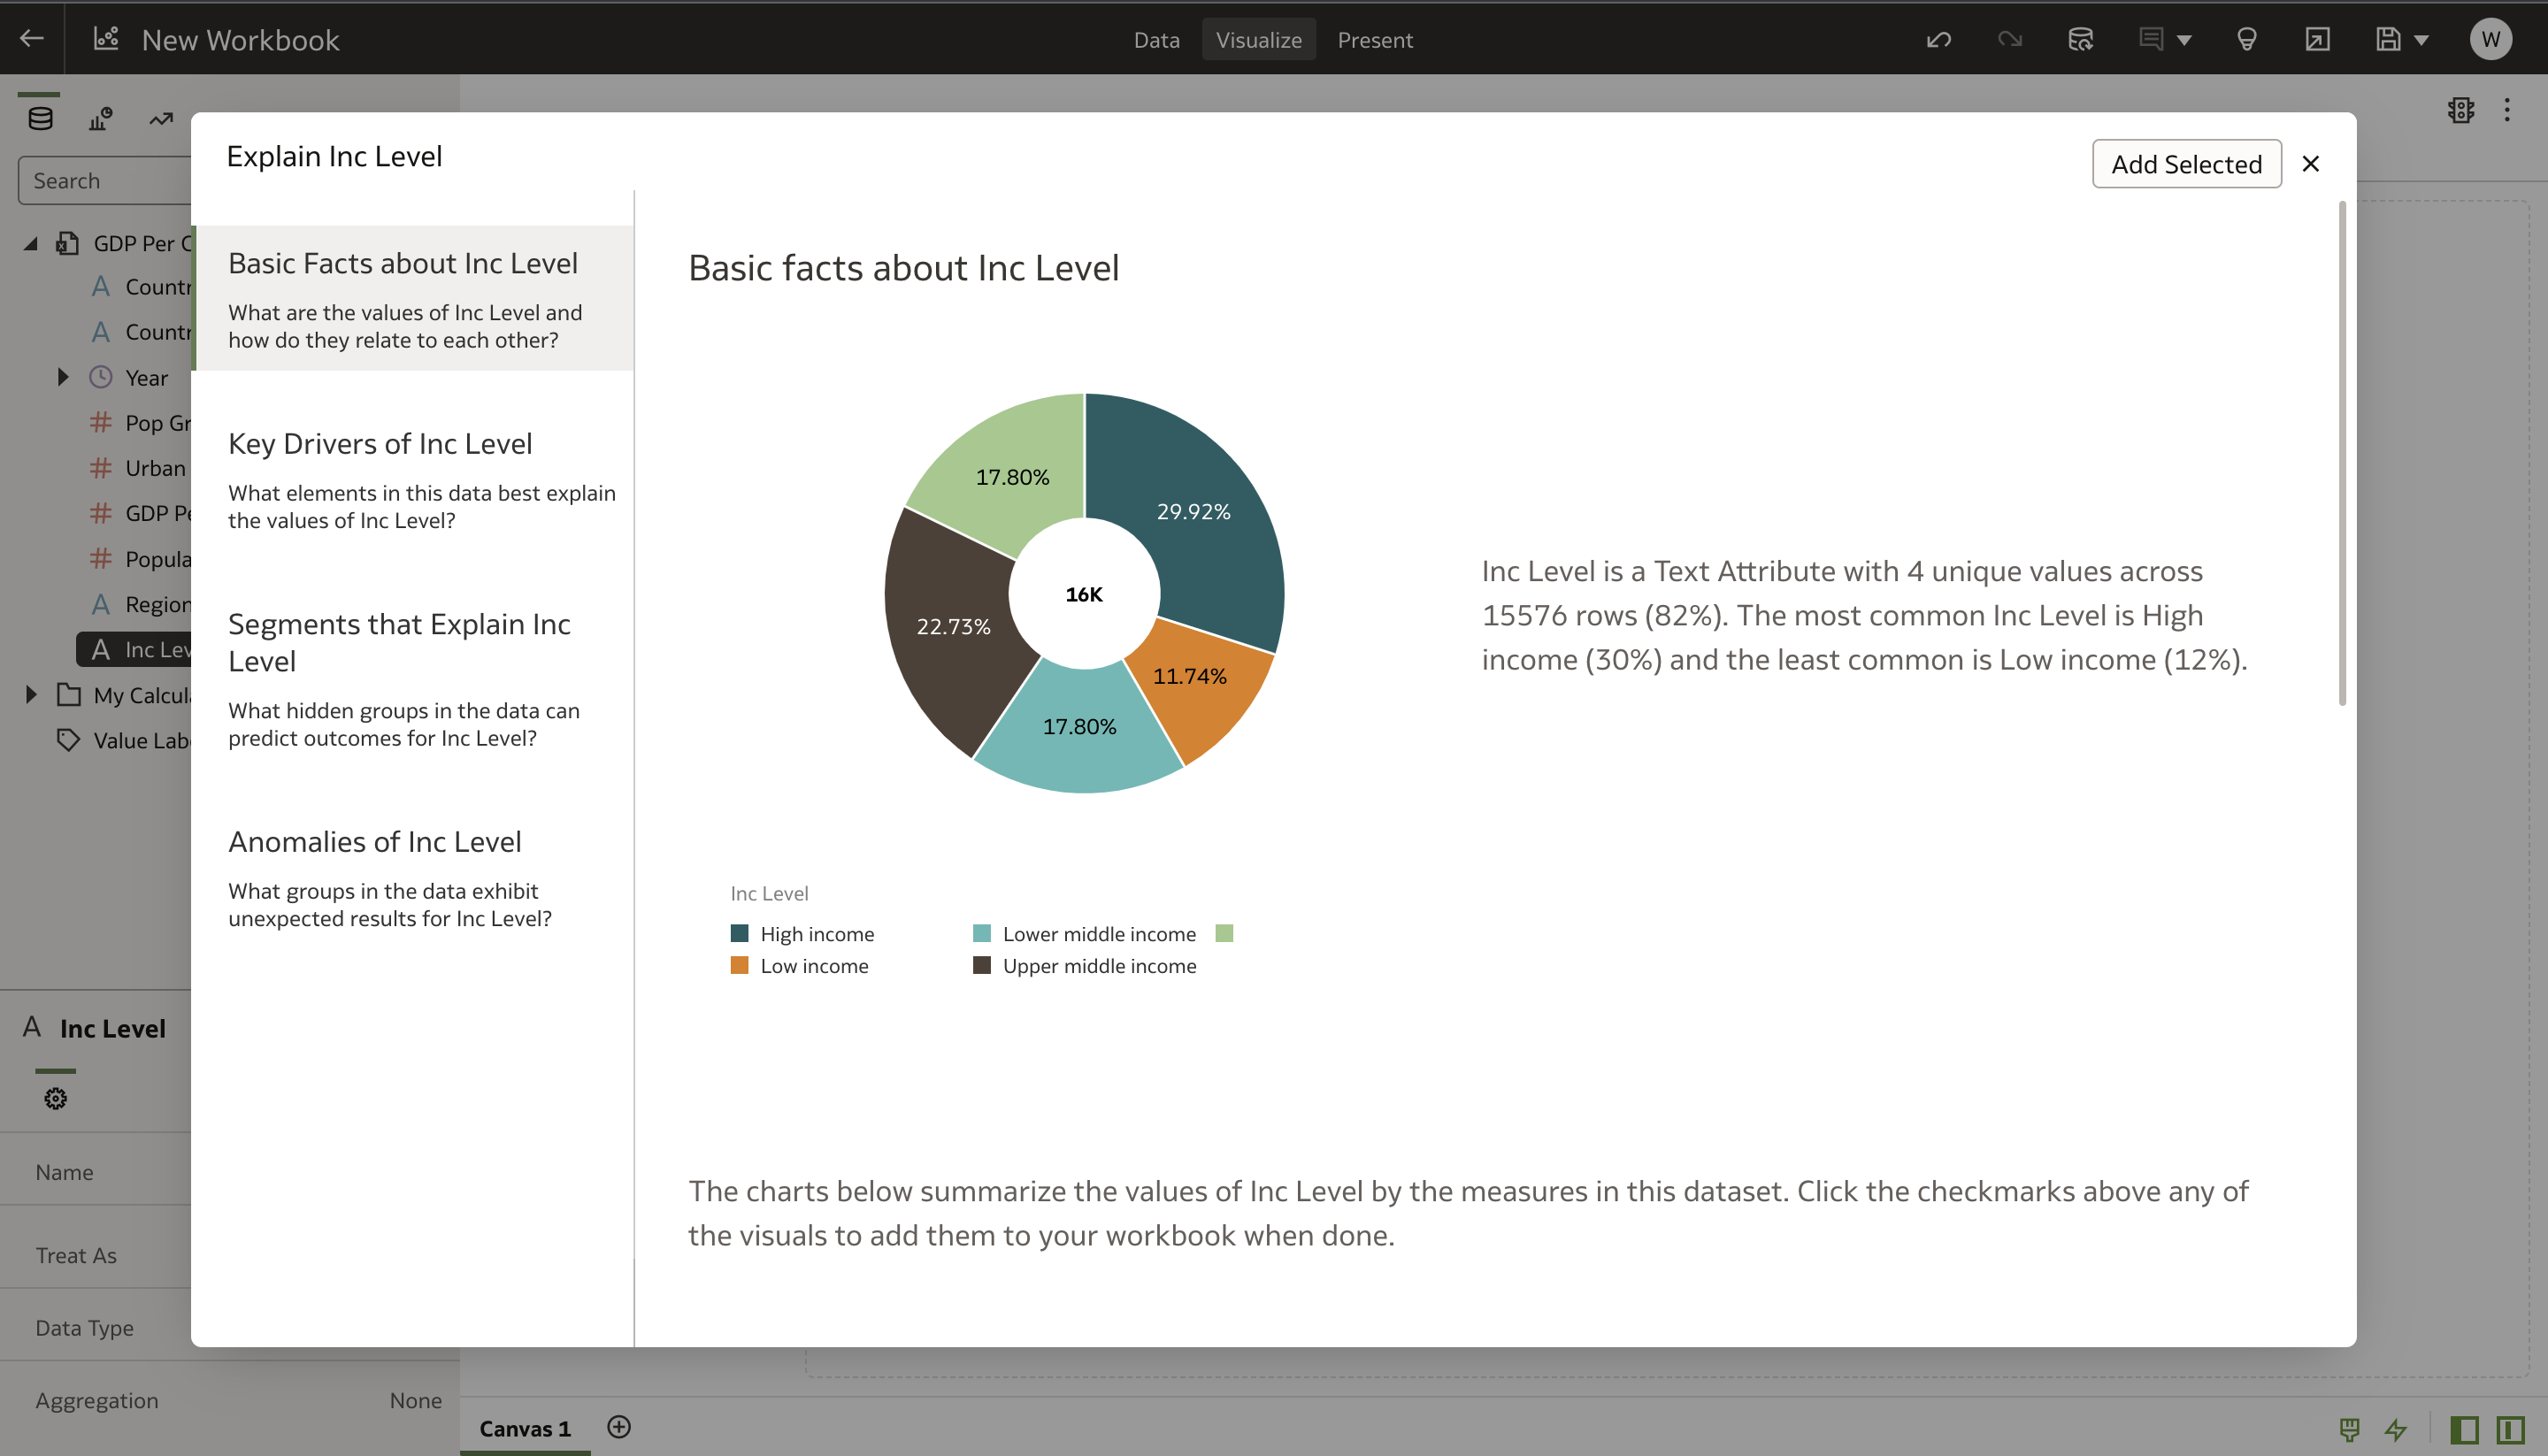 New Workbook
Data
Visualize
Present
W
Search
GDP Per C
Countr
Countr
Year
Pop Gr
Urban
GDP Pe
Popula
Region
Inc Lev
My Calcula
Value Labe
Inc Level
Name
Treat As
Data Type
Aggregation
None
Explain Inc Level
Add Selected
Basic Facts about Inc Level
What are the values of Inc Level and
how do they relate to each other?
Key Drivers of Inc Level
What elements in this data best explain
the values of Inc Level?
Segments that Explain Inc
Level
What hidden groups in the data can
predict outcomes for Inc Level?
Anomalies of Inc Level
What groups in the data exhibit
unexpected results for Inc Level?
Basic facts about Inc Level
17.80%
29.92%
16K
22.73%
11.74%
17.80%
Inc Level is a Text Attribute with 4 unique values across
15576 rows (82%). The most common Inc Level is High
income (30%) and the least common is Low income (12%).
Inc Level
High income
Lower middle income
Low income
Upper middle income
The charts below summarize the values of Inc Level by the measures in this dataset. Click the checkmarks above any of
the visuals to add them to your workbook when done.
Canvas 1